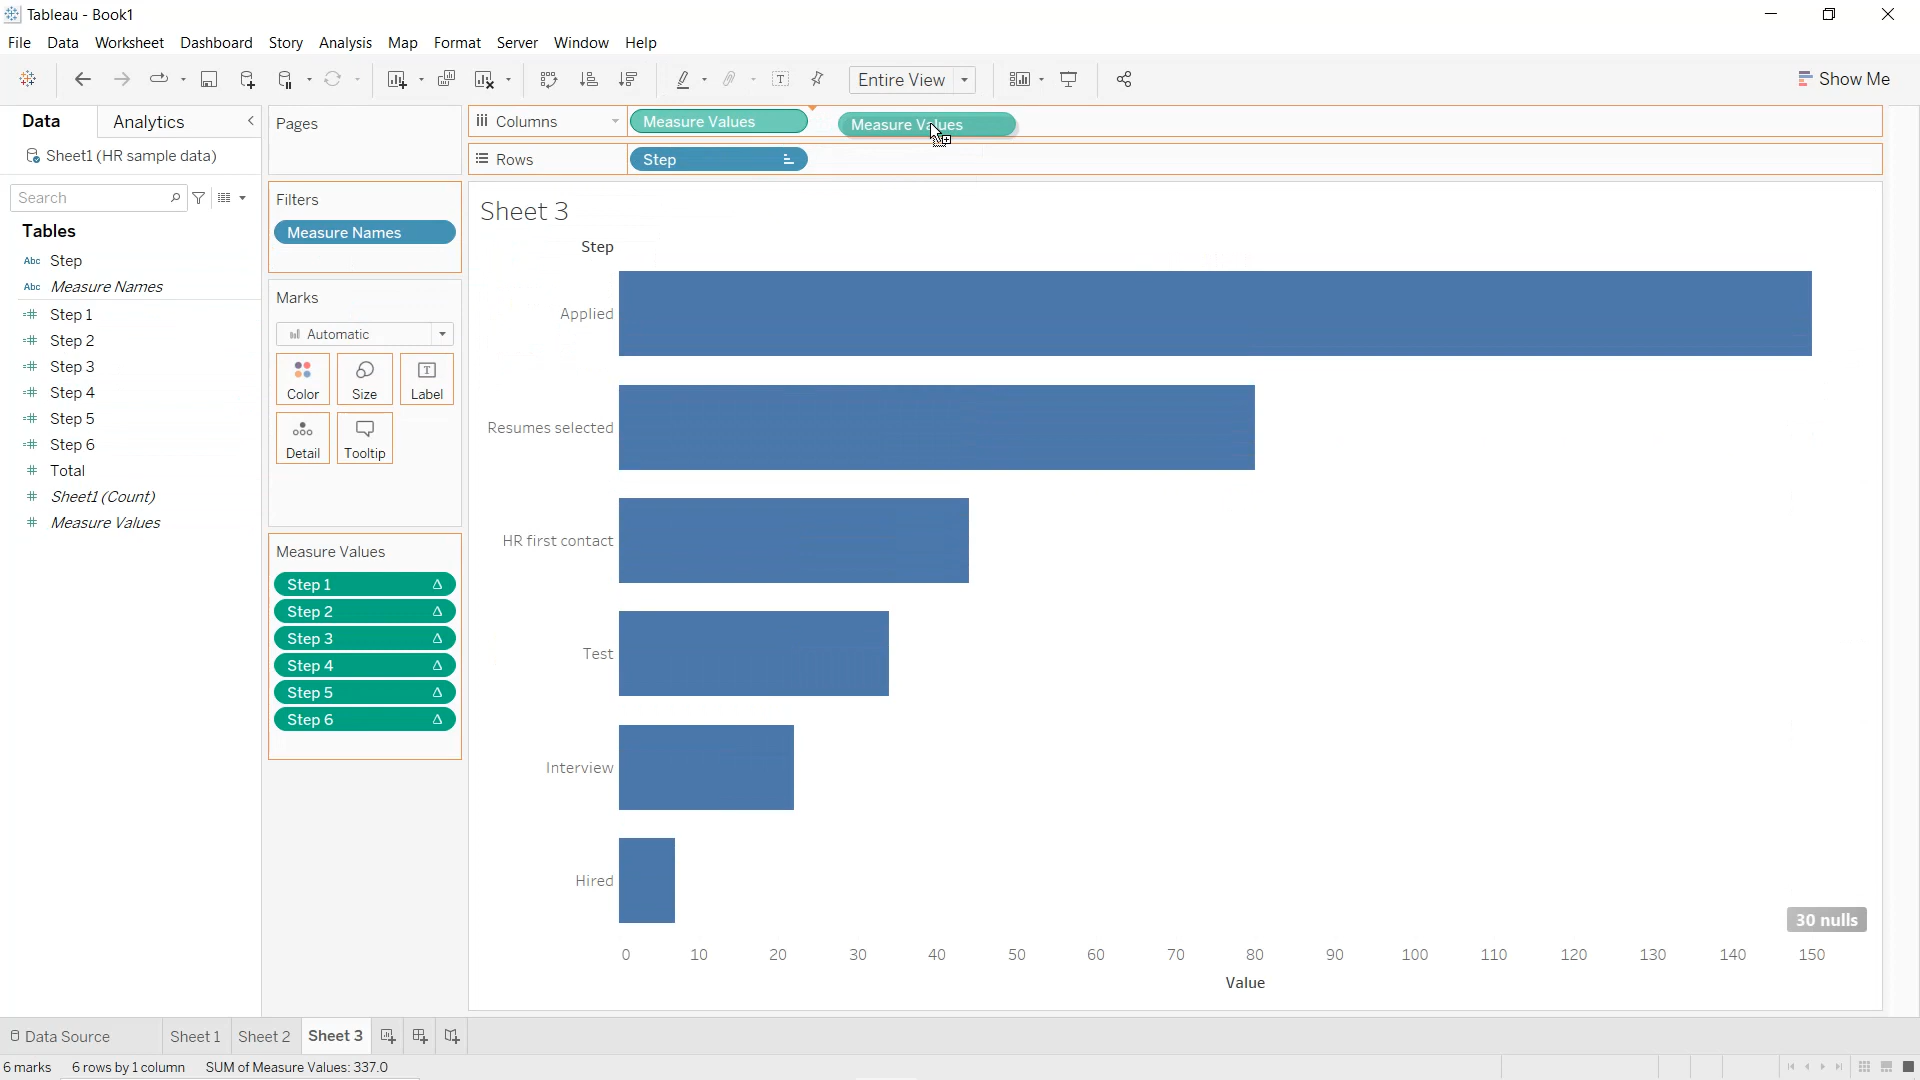 Tableau - Book1
File Data Worksheet Dashboard Story Analysis Map Format Server Window Help
Entire View
Show Me
Data
Analytics
Sheet1 (HR sample data)
Search
Tables
Abc Step
Abc Measure Names
Step 1
Step 2
Step 3
Step 4
Step 5
Step 6
Total
Sheet1 (Count)
Measure Values
Pages
Filters
Measure Names
Marks
Automatic
Color Size Label
Detail Tooltip
Measure Values
Step 1
Step 2
Step 3
Step 4
Step 5
Step 6
Columns
Measure Values
Measure Values
Rows
Step
Sheet 3
Step
Applied
Resumes selected
HR first contact
Test
Interview
Hired
30 nulls
0 10 20 30 40 50 60 70 80 90 100 110 120 130 140 150
Value
Data Source Sheet 1 Sheet 2 Sheet 3
6 marks 6 rows by 1 column SUM of Measure Values: 337.0